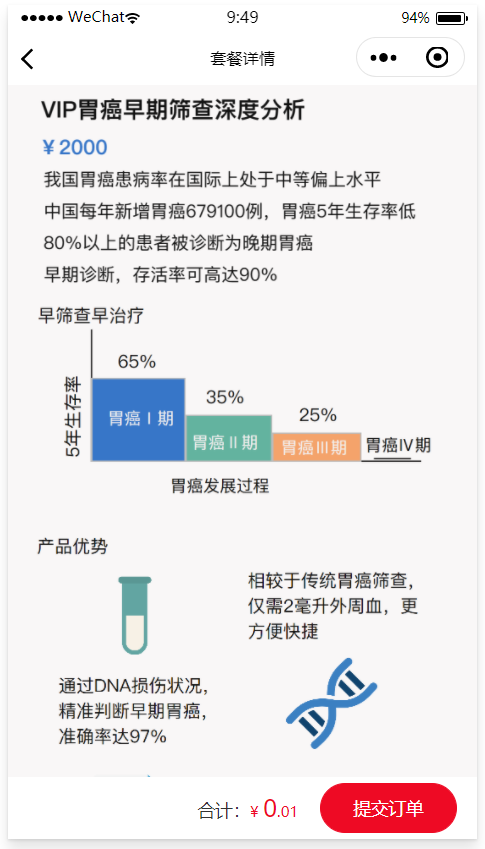 WeChat 9:49 94%
套餐详情
VIP胃癌早期筛查深度分析
¥ 2000
我国胃癌患病率在国际上处于中等偏上水平
中国每年新增胃癌679100例，胃癌5年生存率低
80%以上的患者被诊断为晚期胃癌
早期诊断，存活率可高达90%
早筛查早治疗
5年生存率
65%
35%
25%
胃癌Ⅰ期
胃癌Ⅱ期
胃癌Ⅲ期
胃癌Ⅳ期
胃癌发展过程
产品优势
相较于传统胃癌筛查，
仅需2毫升外周血，更
方便快捷
通过DNA损伤状况，
精准判断早期胃癌，
准确率达97%
合计：¥ 0.01
提交订单